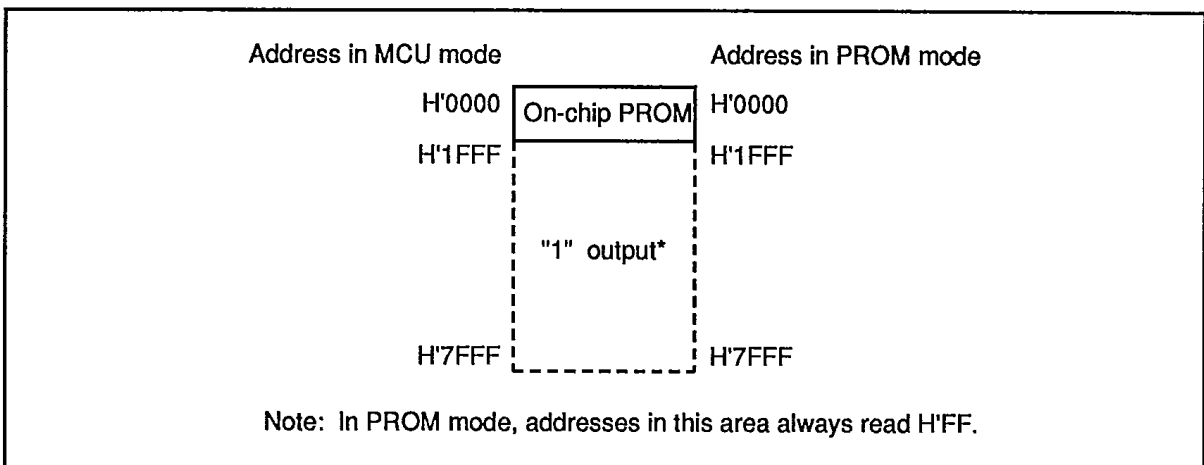 Address in MCU mode Address in PROM mode
H'0000 On-chip PROM H'0000
H'1FFF H'1FFF
"1" output*
H'7FFF H'7FFF
Note: In PROM mode, addresses in this area always read H'FF.